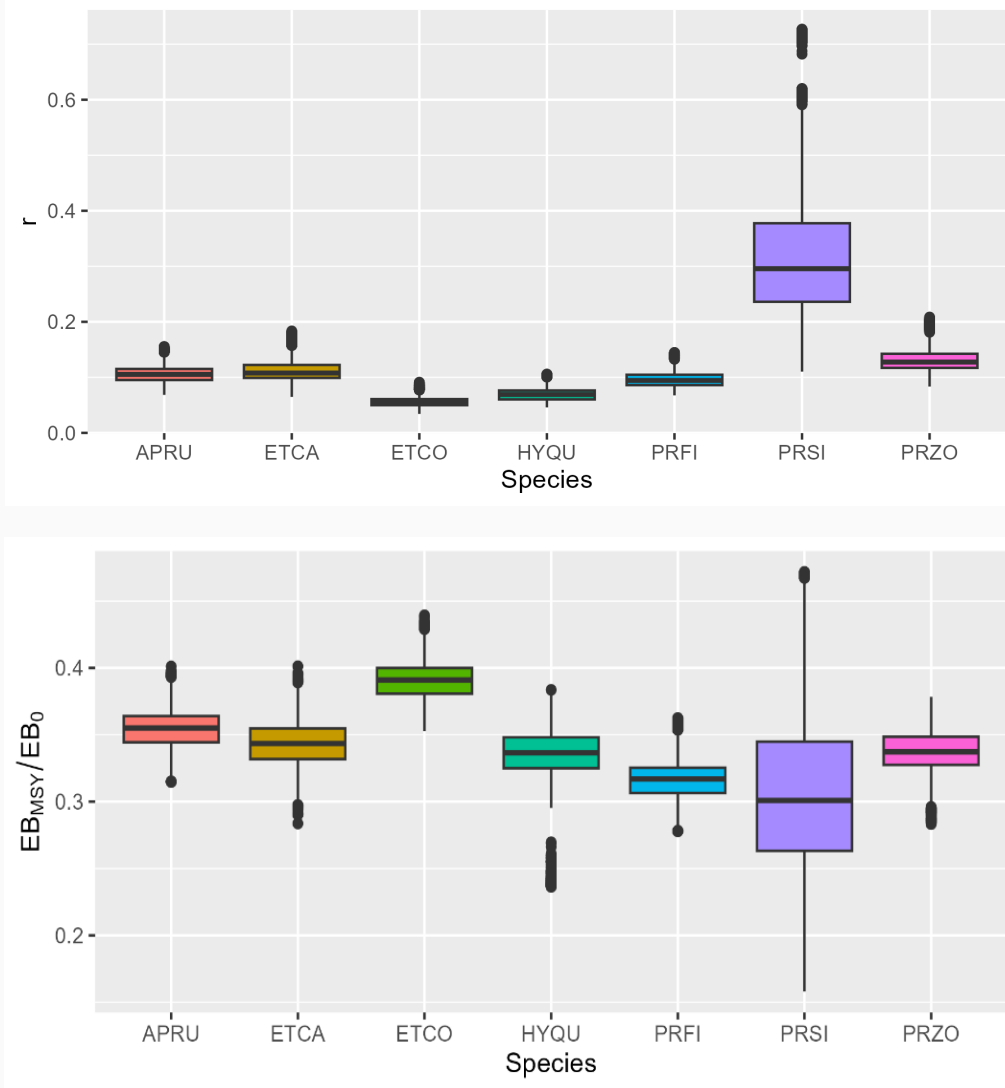 r
0.6
0.4
0.2
0.0
APRU ETCA ETCO HYQU PRFI PRSI PRZO
Species
EBMSY/EB0
0.4
0.3
0.2
APRU ETCA ETCO HYQU PRFI PRSI PRZO
Species